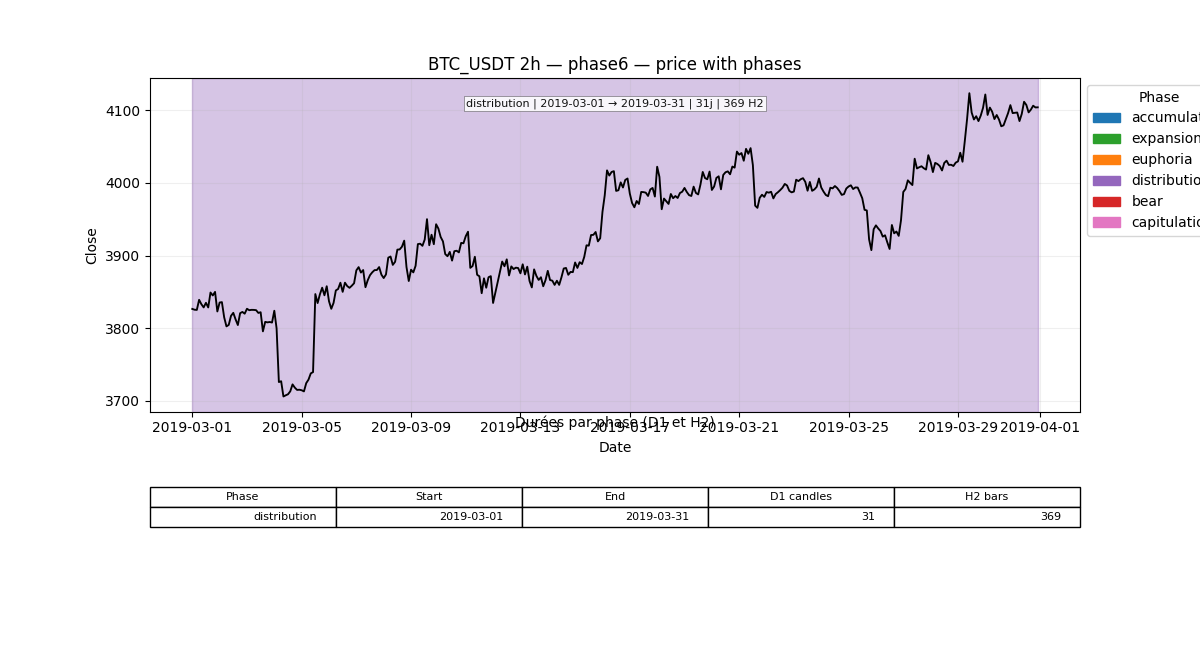 BTC_USDT 2h — phase6 — price with phases
distribution | 2019-03-01 → 2019-03-31 | 31j | 369 H2
Phase
accumulat
expansion
euphoria
distributio
bear
capitulatio
Close
4100
4000
3900
3800
3700
2019-03-01 2019-03-05 2019-03-09 2019-03-13 2019-03-17 2019-03-21 2019-03-25 2019-03-29 2019-04-01
Durées par phase (D1 et H2)
Date
Phase Start End D1 candles H2 bars
distribution 2019-03-01 2019-03-31 31 369